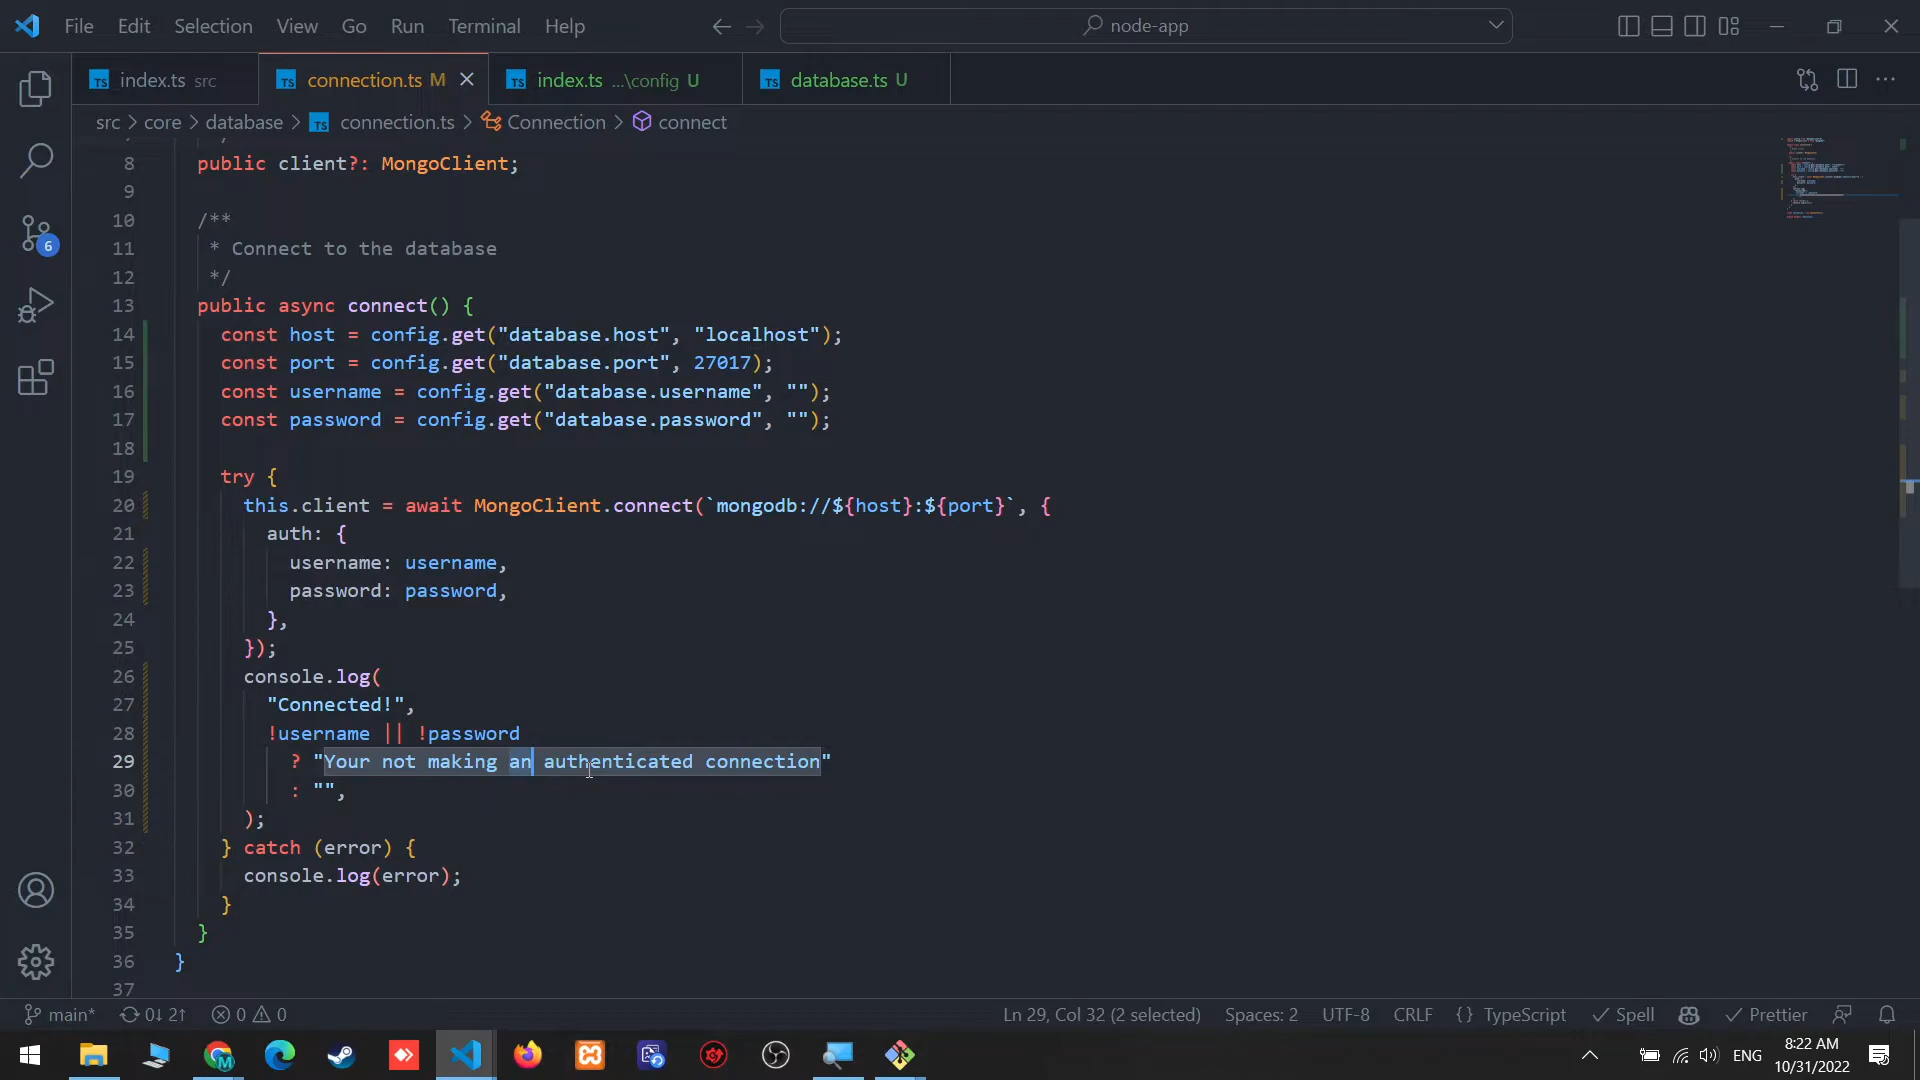 File Edit Selection View Go Run Terminal Help
node-app
TS index.ts src
TS connection.ts M
TS index.ts ...\config U
TS database.ts U
src > core > database > TS connection.ts > Connection > connect
8 public client?: MongoClient;
9
10 /**
11 * Connect to the database
12 */
13 public async connect() {
14 const host = config.get("database.host", "localhost");
15 const port = config.get("database.port", 27017);
16 const username = config.get("database.username", "");
17 const password = config.get("database.password", "");
18
19 try {
20 this.client = await MongoClient.connect(`mongodb://${host}:${port}`, {
21 auth: {
22 username: username,
23 password: password,
24 },
25 });
26 console.log(
27 "Connected!",
28 !username || !password
29 ? "Your not making an authenticated connection"
30 : "",
31 );
32 } catch (error) {
33 console.log(error);
34 }
35 }
36 }
37
6
main* 0↓ 2↑ 0 0 Ln 29, Col 32 (2 selected) Spaces: 2 UTF-8 CRLF {} TypeScript Spell Prettier
M
ENG
8:22 AM
10/31/2022